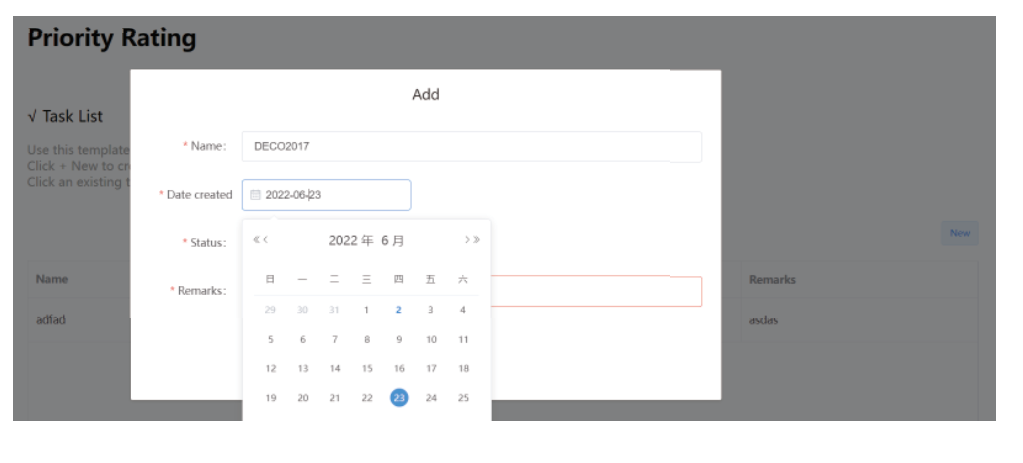 Priority Rating
Add
√ Task List
Use this template
Click + New to cr
Click an existing t
* Name:
DECO2017
* Date created
2022-06-23
* Status:
* Remarks:
« <
2022 年 6 月
> »
日 一 二 三 四 五 六
29 30 31 1 2 3 4
5 6 7 8 9 10 11
12 13 14 15 16 17 18
19 20 21 22 23 24 25
New
Name
Remarks
adfad
asdas